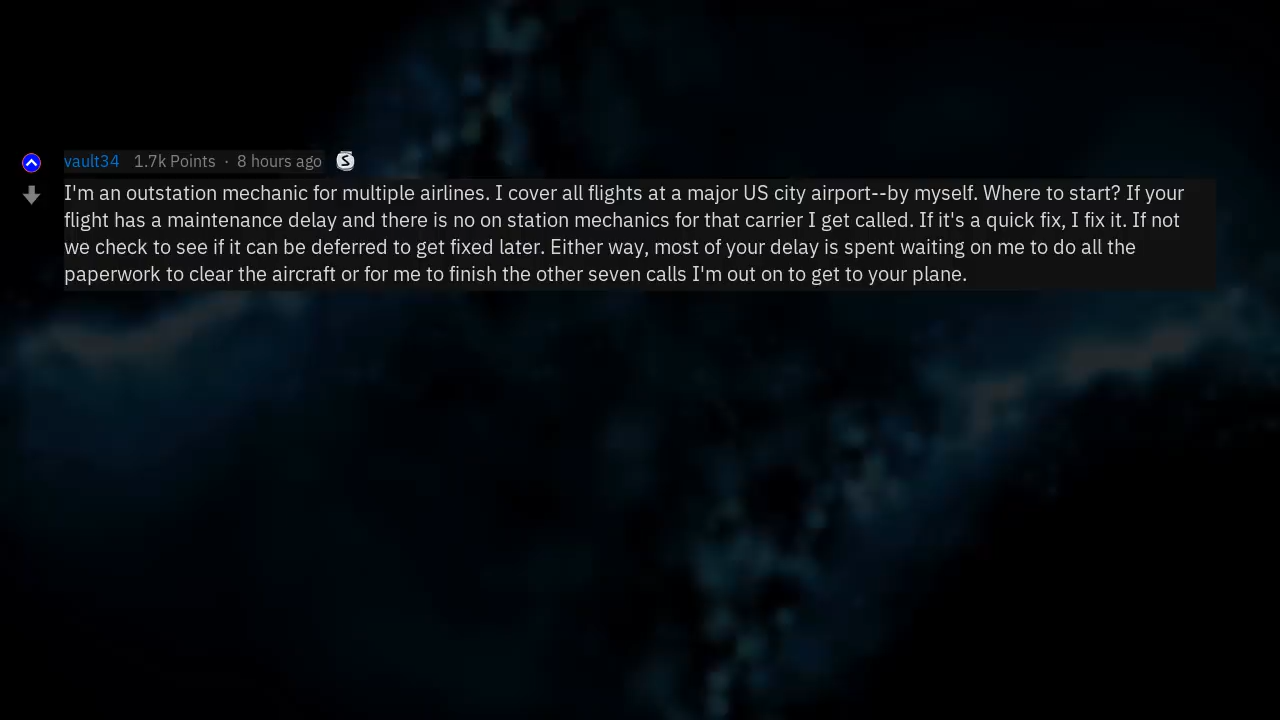 vault34 1.7k Points · 8 hours ago
I'm an outstation mechanic for multiple airlines. I cover all flights at a major US city airport--by myself. Where to start? If your
flight has a maintenance delay and there is no on station mechanics for that carrier I get called. If it's a quick fix, I fix it. If not
we check to see if it can be deferred to get fixed later. Either way, most of your delay is spent waiting on me to do all the
paperwork to clear the aircraft or for me to finish the other seven calls I'm out on to get to your plane.